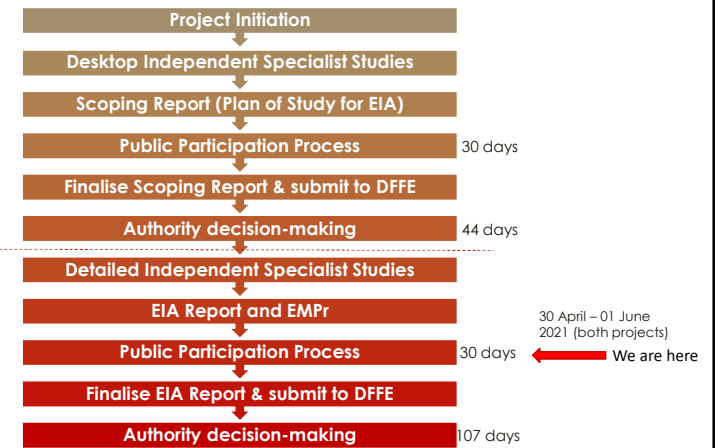 Project Initiation
Desktop Independent Specialist Studies
Scoping Report (Plan of Study for EIA)
Public Participation Process
30 days
Finalise Scoping Report & submit to DFFE
Authority decision-making
44 days
Detailed Independent Specialist Studies
EIA Report and EMPr
30 April – 01 June
2021 (both projects)
Public Participation Process
30 days
We are here
Finalise EIA Report & submit to DFFE
Authority decision-making
107 days